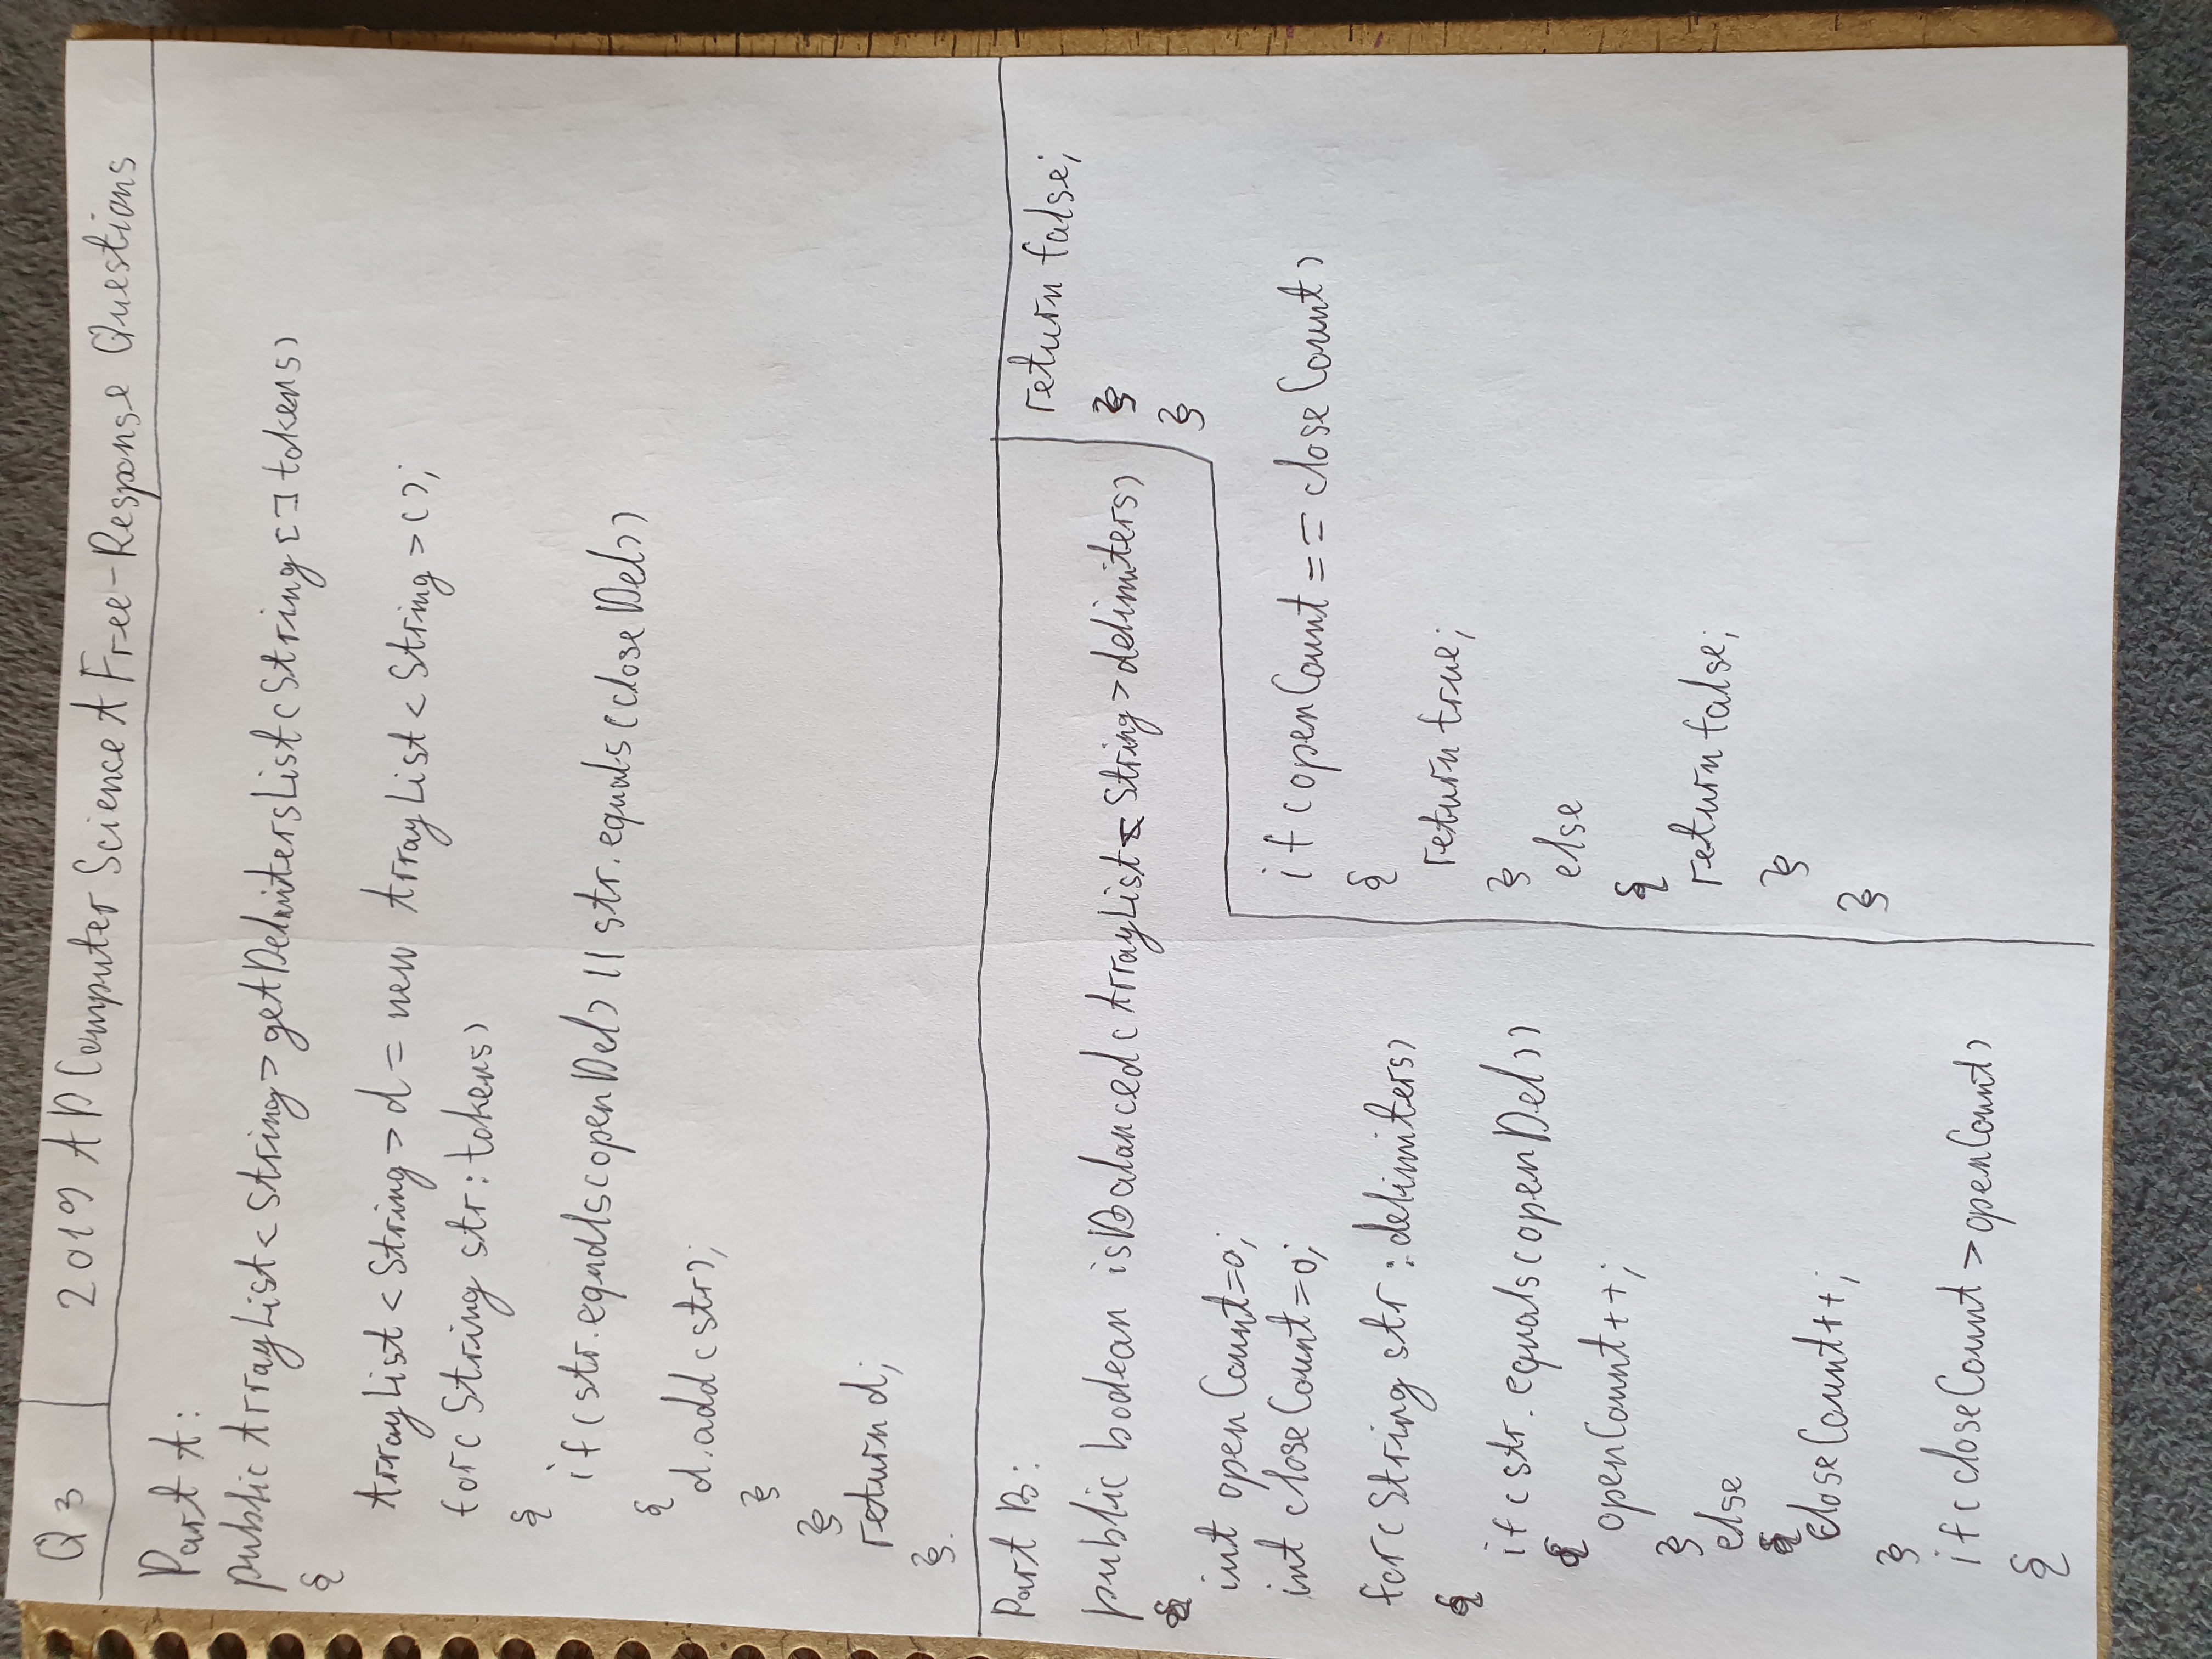 Q3
2019 AP Computer Science A Free-Response Questions
Part A:
public ArrayList<String> getDelimitersList(String[] tokens)
{
ArrayList<String> d = new ArrayList<String>();
for(String str : tokens)
{
if(str.equals(openDel) || str.equals(closeDel))
{
d.add(str);
}
}
return d;
}
Part B:
public boolean isBalanced(ArrayList<String> delimiters)
{
int openCount=0;
int closeCount=0;
for(String str : delimiters)
{
if(str.equals(openDel))
{
openCount++;
}
else
{
closeCount++;
}
if(closeCount > openCount)
{
return false;
}
}
if(openCount == closeCount)
{
return true;
}
else
{
return false;
}
}